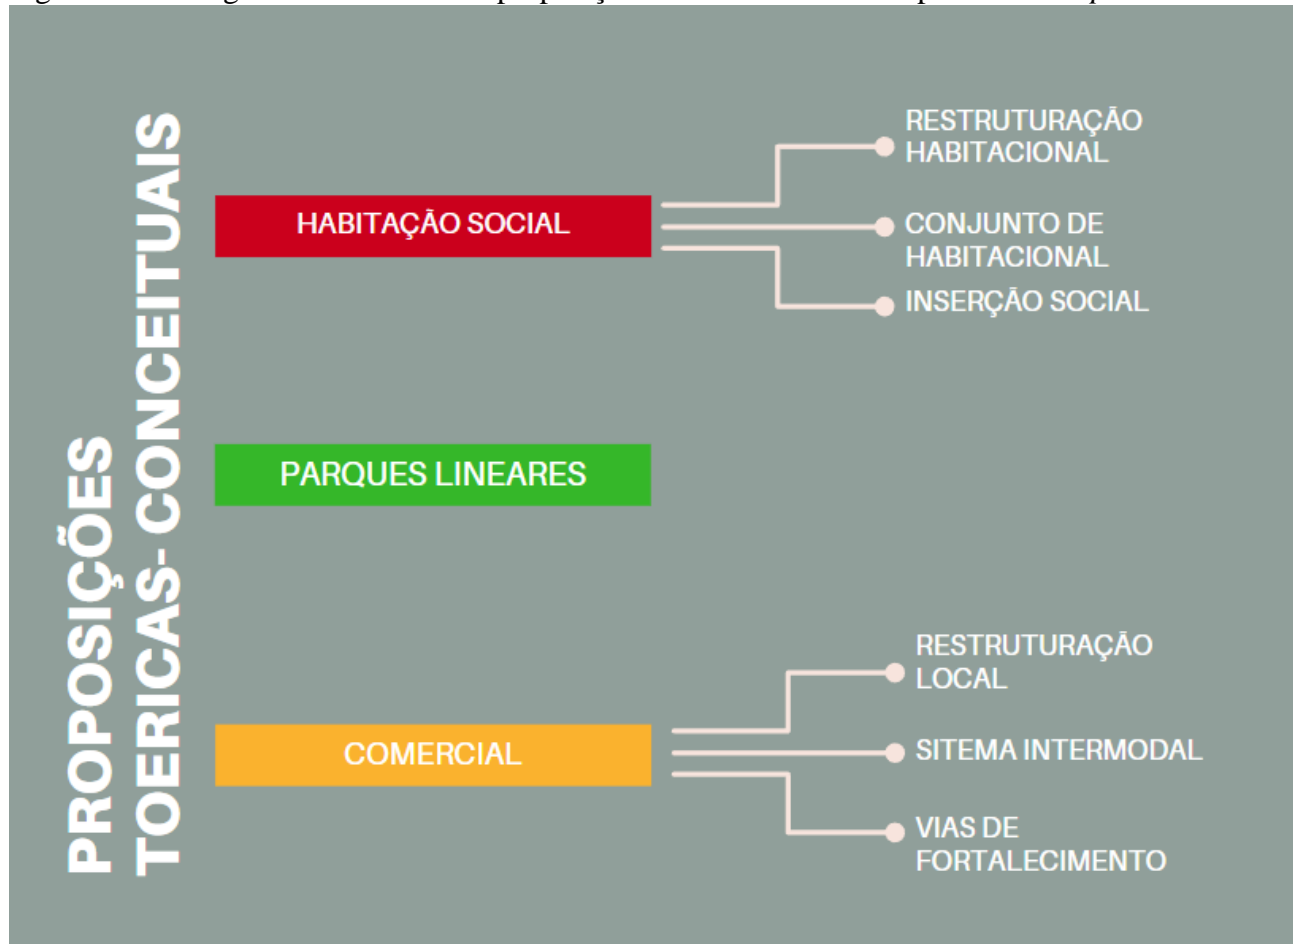 PROPOSIÇÕES
TOERICAS- CONCEITUAIS
HABITAÇÃO SOCIAL
RESTRUTURAÇÃO
HABITACIONAL
CONJUNTO DE
HABITACIONAL
INSERÇÃO SOCIAL
PARQUES LINEARES
COMERCIAL
RESTRUTURAÇÃO
LOCAL
SITEMA INTERMODAL
VIAS DE
FORTALECIMENTO